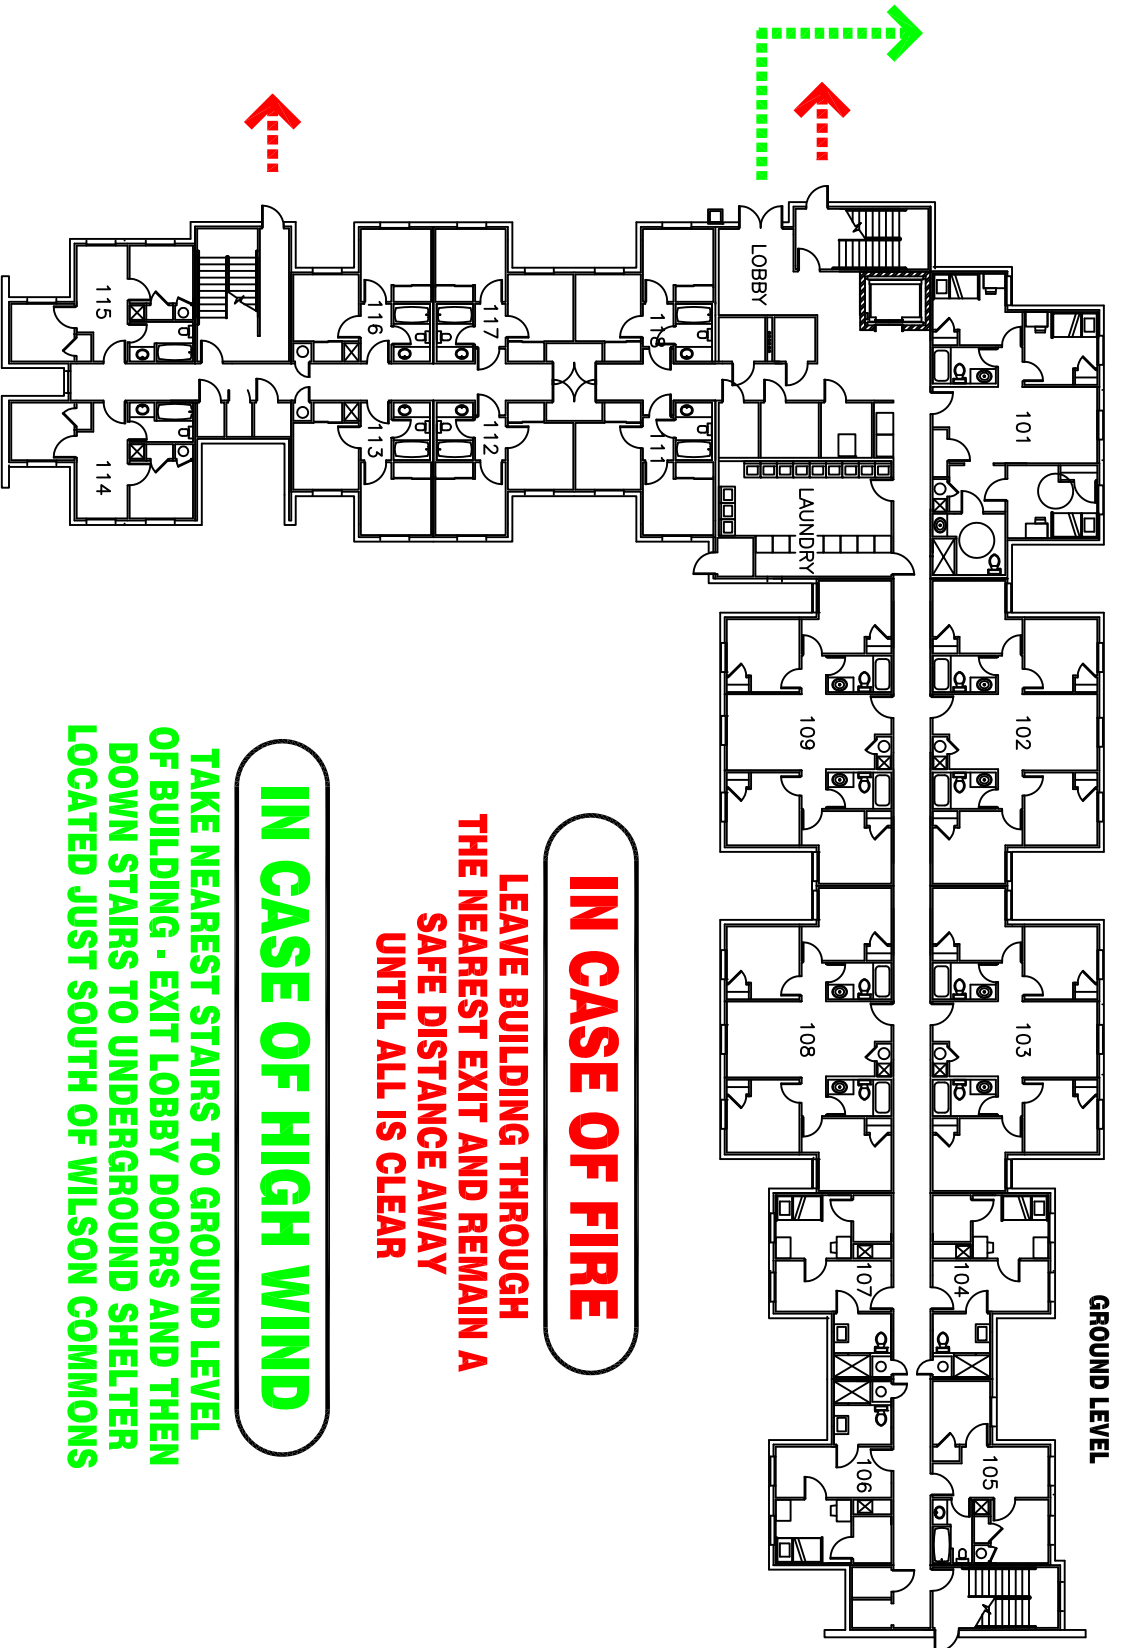 GROUND LEVEL
101
102
103
104
105
107
106
LAUNDRY
109
108
LOBBY
118
111
117
112
116
113
115
114
IN CASE OF FIRE
LEAVE BUILDING THROUGH
THE NEAREST EXIT AND REMAIN A
SAFE DISTANCE AWAY
UNTIL ALL IS CLEAR
IN CASE OF HIGH WIND
TAKE NEAREST STAIRS TO GROUND LEVEL
OF BUILDING - EXIT LOBBY DOORS AND THEN
DOWN STAIRS TO UNDERGROUND SHELTER
LOCATED JUST SOUTH OF WILSON COMMONS